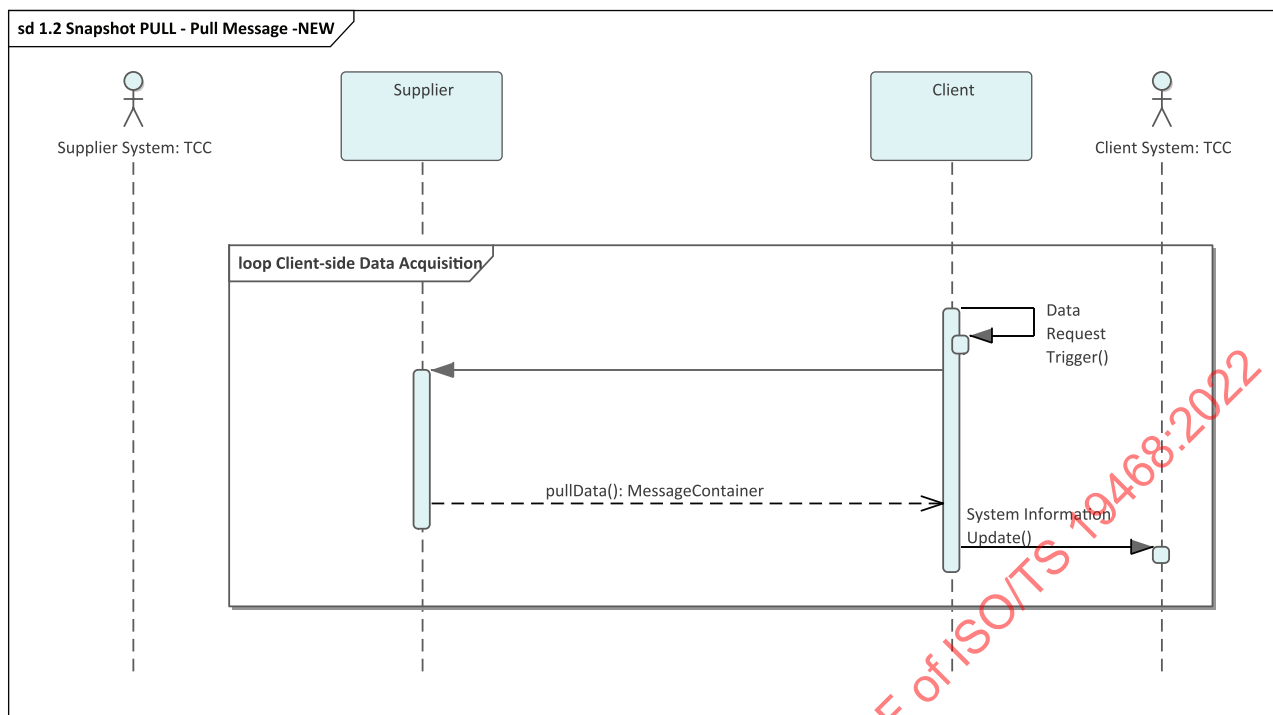 sd 1.2 Snapshot PULL - Pull Message -NEW
Supplier System: TCC
Supplier
Client
Client System: TCC
loop Client-side Data Acquisition
Data
Request
Trigger()
pullData(): MessageContainer
System Information
Update()
of ISO/TS 19468:2022